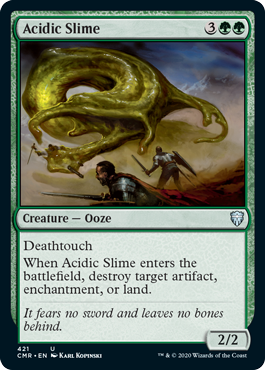 Acidic Slime 3
Creature — Ooze
Deathtouch
When Acidic Slime enters the
battlefield, destroy target artifact,
enchantment, or land.
It fears no sword and leaves no bones
behind.
2/2
421 U
CMR • EN Karl Kopinski ™ & © 2020 Wizards of the Coast